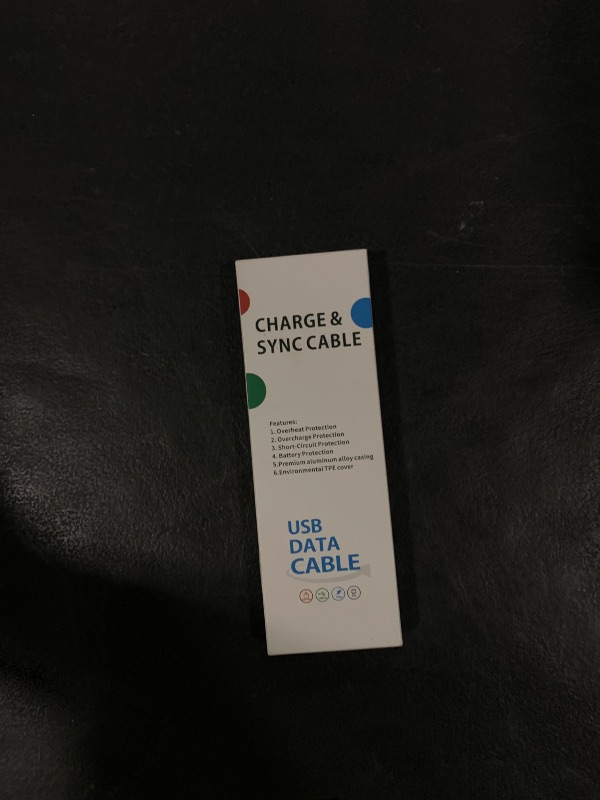 CHARGE &
SYNC CABLE
Features:
1. Overheat Protection
2. Overcharge Protection
3. Short-Circuit Protection
4. Battery Protection
5.Premium aluminum alloy casing
6.Environmental TPE cover
USB
DATA
CABLE